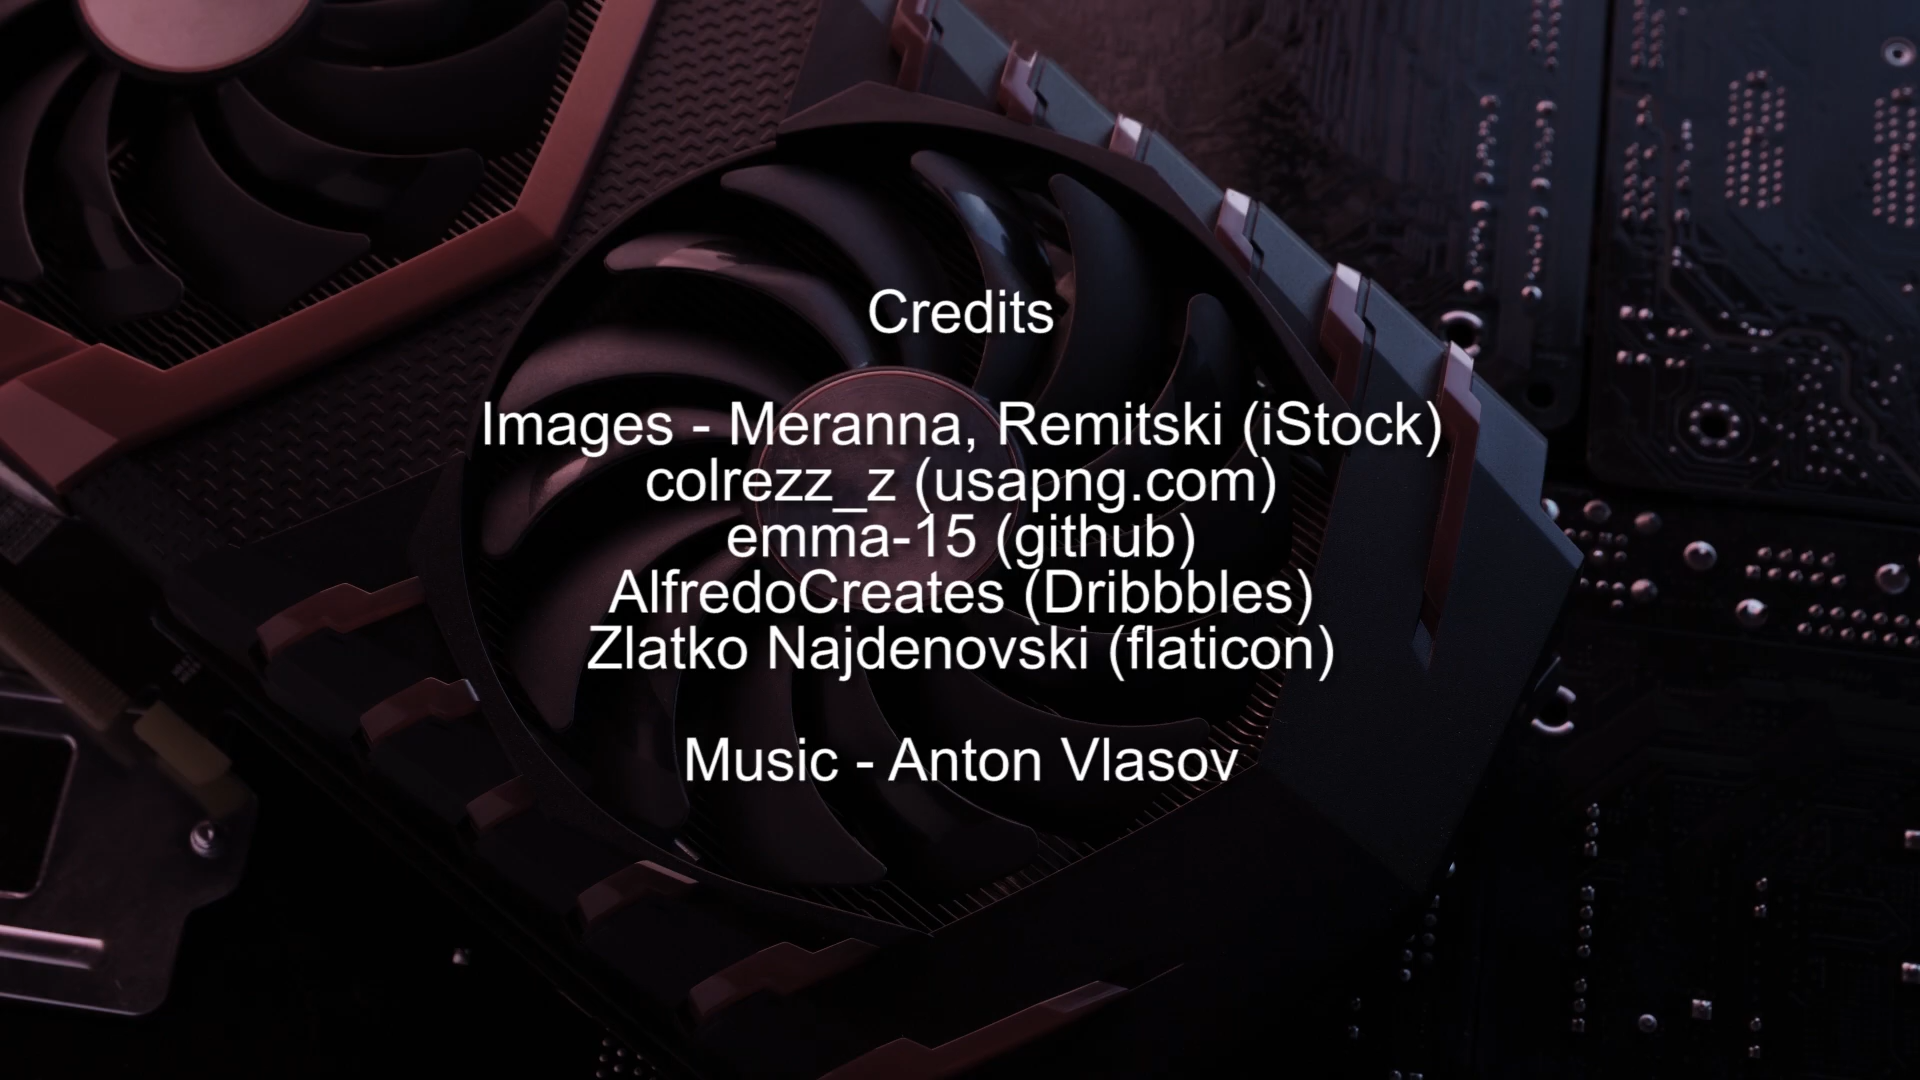 Credits
Images - Meranna, Remitski (iStock)
colrezz_z (usapng.com)
emma-15 (github)
AlfredoCreates (Dribbbles)
Zlatko Najdenovski (flaticon)
Music - Anton Vlasov